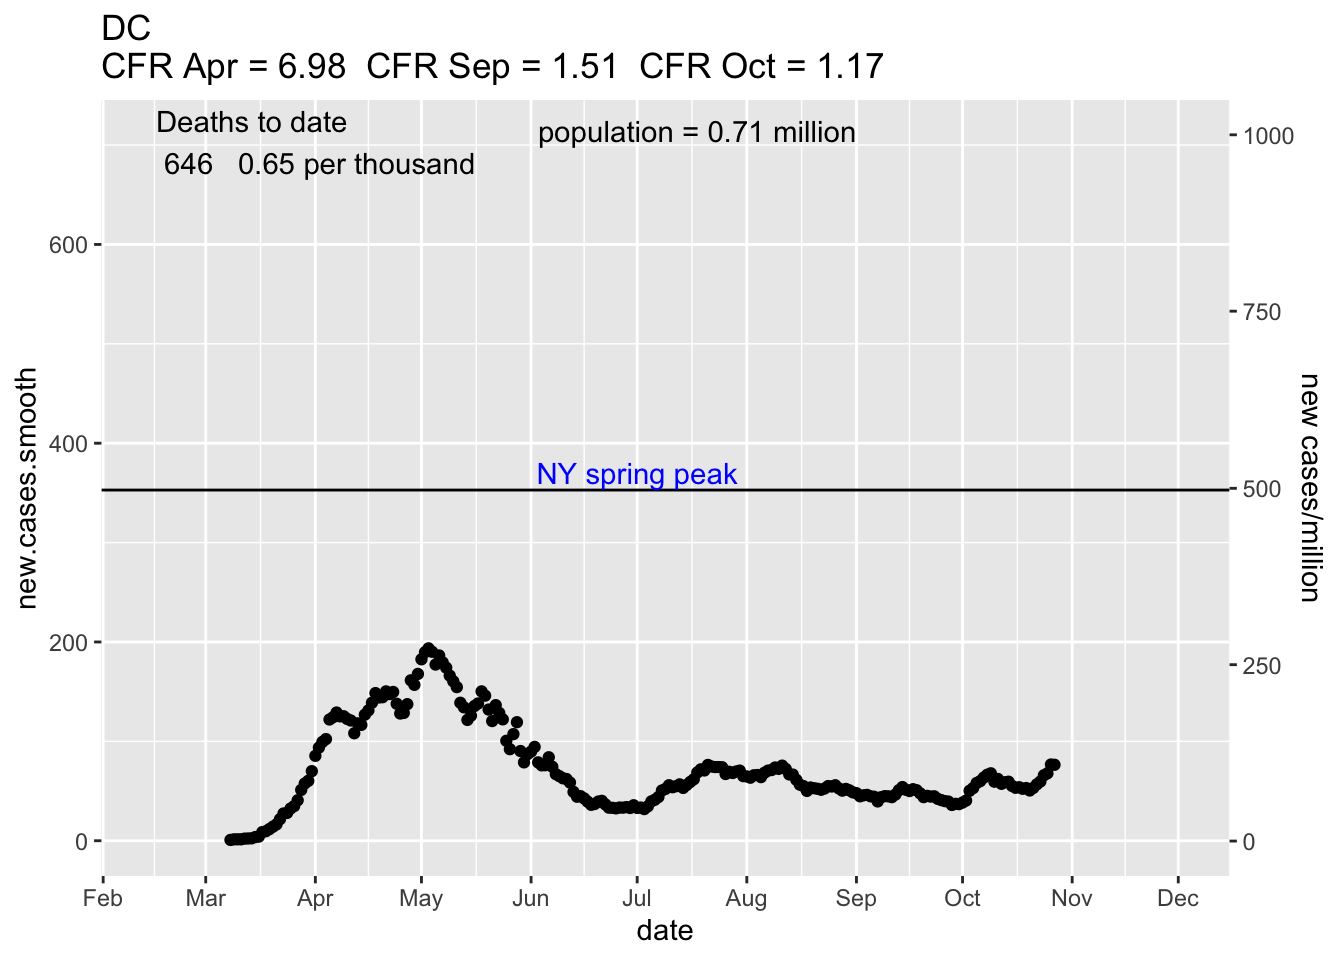 DC
CFR Apr = 6.98  CFR Sep = 1.51  CFR Oct = 1.17
Deaths to date
646   0.65 per thousand
population = 0.71 million
NY spring peak
new.cases.smooth
600
400
200
0
1000
750
500
250
0
new cases/million
Feb Mar Apr May Jun Jul Aug Sep Oct Nov Dec
date